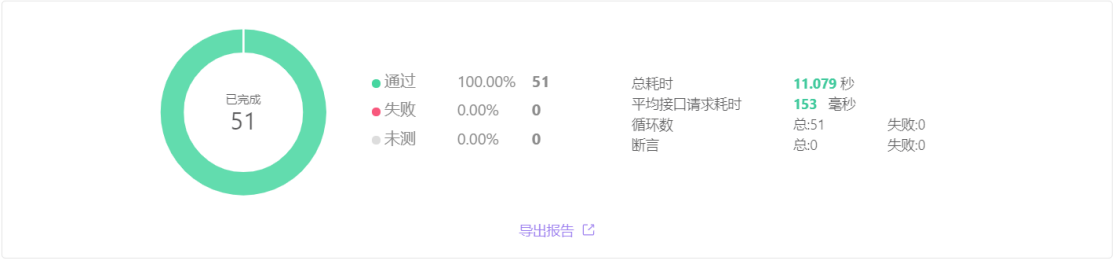 已完成
51
通过 100.00% 51
失败 0.00% 0
未测 0.00% 0
总耗时 11.079 秒
平均接口请求耗时 153 毫秒
循环数 总:51 失败:0
断言 总:0 失败:0
导出报告